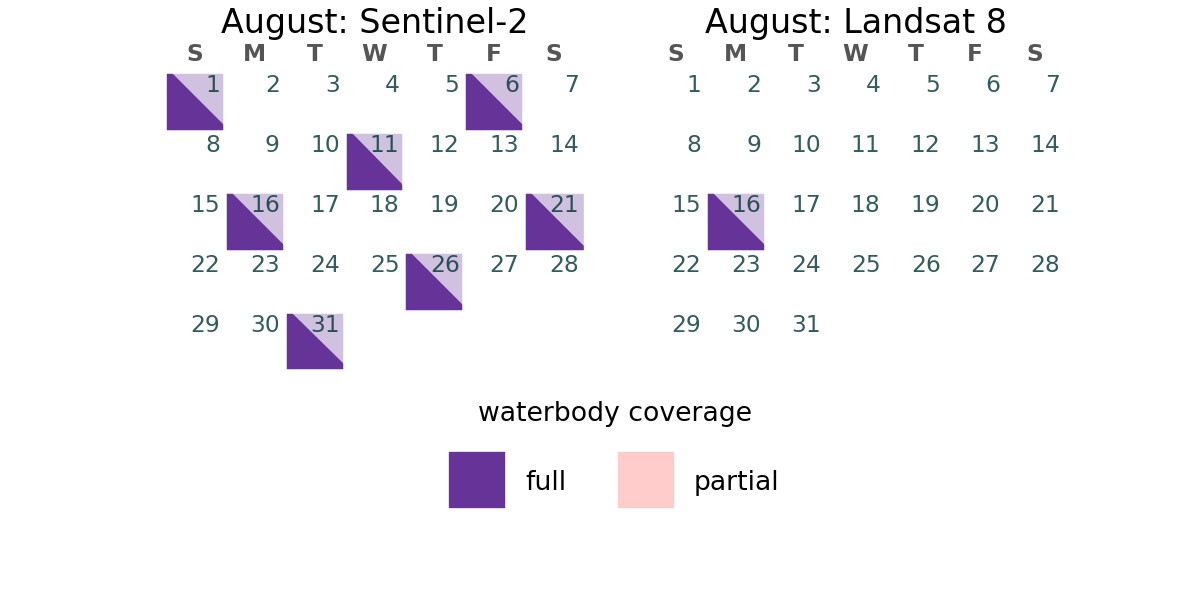 August: Sentinel-2
S M T W T F S
1 2 3 4 5 6 7
8 9 10 11 12 13 14
15 16 17 18 19 20 21
22 23 24 25 26 27 28
29 30 31
August: Landsat 8
S M T W T F S
1 2 3 4 5 6 7
8 9 10 11 12 13 14
15 16 17 18 19 20 21
22 23 24 25 26 27 28
29 30 31
waterbody coverage
full partial